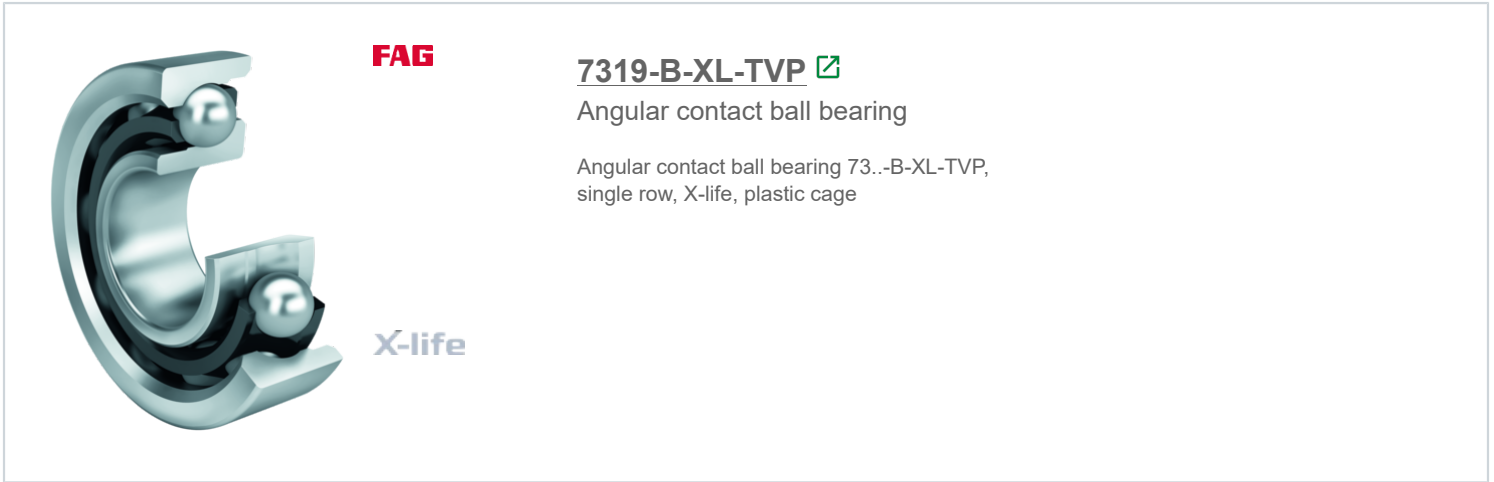 FAG
7319-B-XL-TVP
Angular contact ball bearing
Angular contact ball bearing 73..-B-XL-TVP,
single row, X-life, plastic cage
X-life